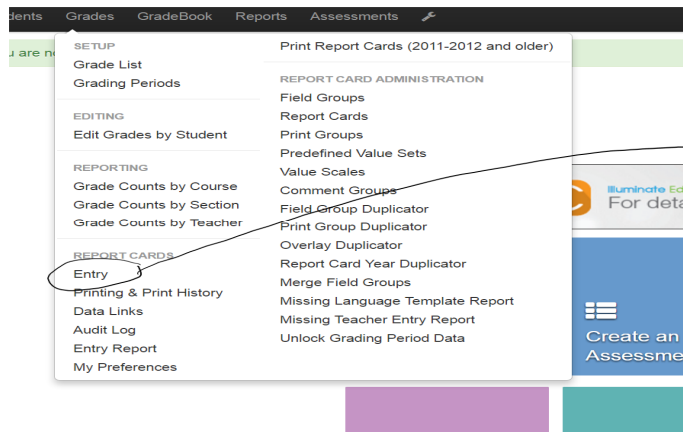 Grades GradeBook Reports Assessments
SETUP
Grade List
Grading Periods
EDITING
Edit Grades by Student
REPORTING
Grade Counts by Course
Grade Counts by Section
Grade Counts by Teacher
REPORT CARDS
Entry
Printing & Print History
Data Links
Audit Log
Entry Report
My Preferences
Print Report Cards (2011-2012 and older)
REPORT CARD ADMINISTRATION
Field Groups
Report Cards
Print Groups
Predefined Value Sets
Value Scales
Comment Groups
Field Group Duplicator
Print Group Duplicator
Overlay Duplicator
Report Card Year Duplicator
Merge Field Groups
Missing Language Template Report
Missing Teacher Entry Report
Unlock Grading Period Data
Illuminate Ed
For deta
Create an
Assessme